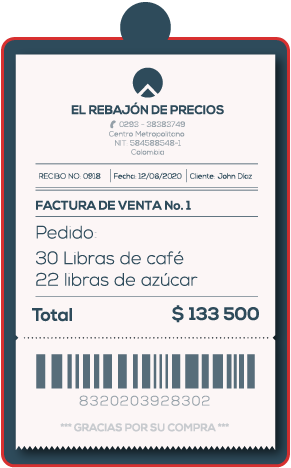 EL REBAJÓN DE PRECIOS
0293 - 38383749
Centro Metropolitano
NIT: 584588548-1
Colombia
RECIBO NO: 0918 Fecha: 12/08/2020 Cliente: John Díaz
FACTURA DE VENTA No. 1
Pedido:
30 Libras de café
22 libras de azúcar
Total $ 133 500
8320203928302
*** GRACIAS POR SU COMPRA ***